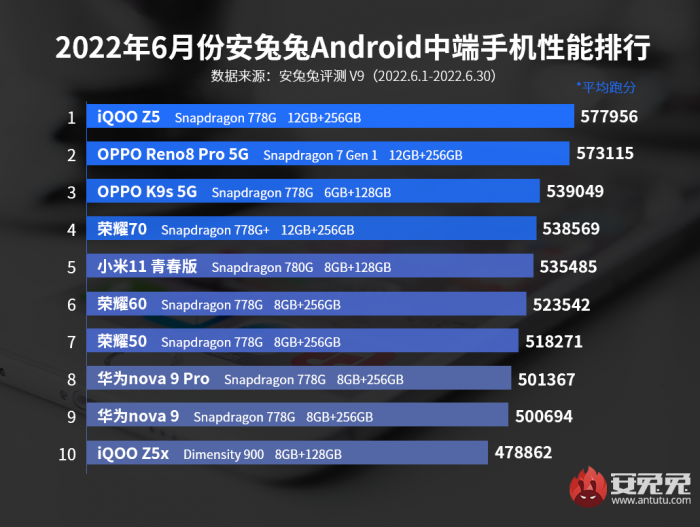 2022年6月份安兔兔Android中端手机性能排行
数据来源：安兔兔评测 V9（2022.6.1-2022.6.30）
*平均跑分
1 iQOO Z5 Snapdragon 778G 12GB+256GB 577956
2 OPPO Reno8 Pro 5G Snapdragon 7 Gen 1 12GB+256GB 573115
3 OPPO K9s 5G Snapdragon 778G 6GB+128GB 539049
4 荣耀70 Snapdragon 778G+ 12GB+256GB 538569
5 小米11 青春版 Snapdragon 780G 8GB+128GB 535485
6 荣耀60 Snapdragon 778G 8GB+256GB 523542
7 荣耀50 Snapdragon 778G 8GB+256GB 518271
8 华为nova 9 Pro Snapdragon 778G 8GB+256GB 501367
9 华为nova 9 Snapdragon 778G 8GB+256GB 500694
10 iQOO Z5x Dimensity 900 8GB+128GB 478862
安兔兔
www.antutu.com